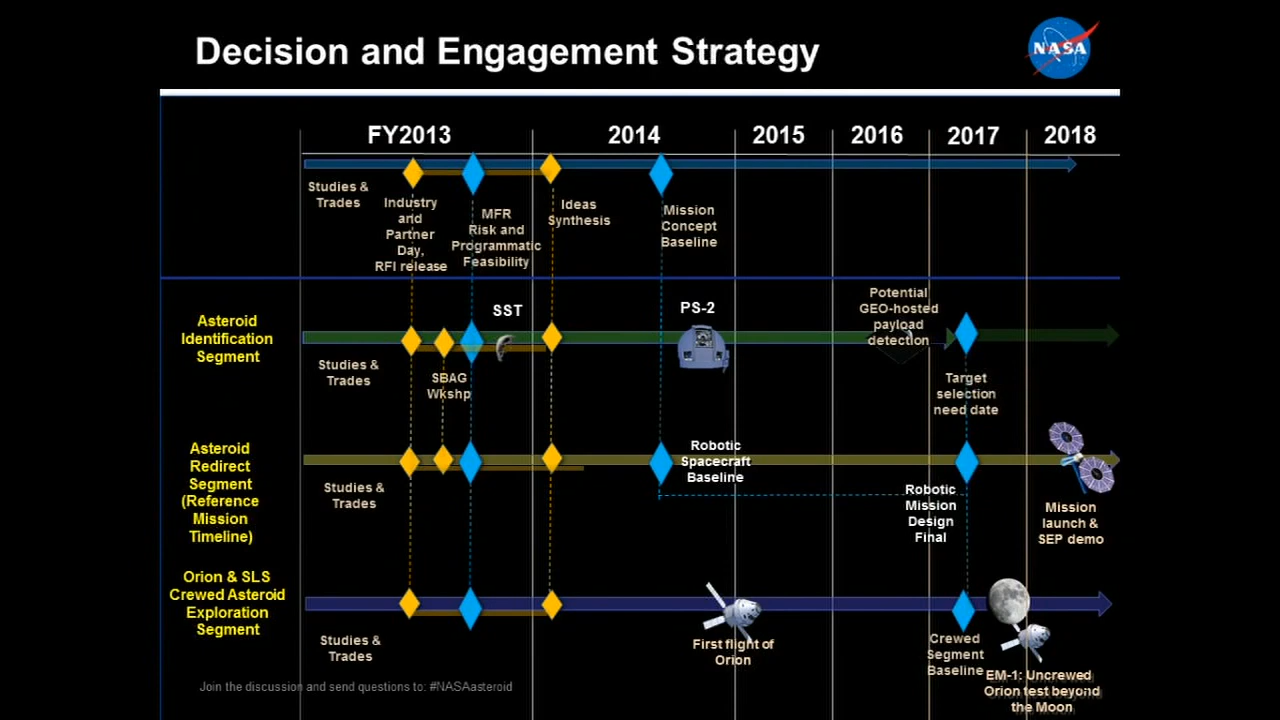 Decision and Engagement Strategy
NASA
FY2013
2014
2015
2016
2017
2018
Studies &
Trades
Industry
and
Partner
Day,
RFI release
MFR
Risk and
Programmatic
Feasibility
Ideas
Synthesis
Mission
Concept
Baseline
Asteroid
Identification
Segment
Studies &
Trades
SBAG
Wkshp
SST
PS-2
Potential
GEO-hosted
payload
detection
Target
selection
need date
Asteroid
Redirect
Segment
(Reference
Mission
Timeline)
Studies &
Trades
Robotic
Spacecraft
Baseline
Robotic
Mission
Design
Final
Mission
launch &
SEP demo
Orion & SLS
Crewed Asteroid
Exploration
Segment
Studies &
Trades
First flight of
Orion
Crewed
Segment
Baseline
EM-1: Uncrewed
Orion test beyond
the Moon
Join the discussion and send questions to: #NASAasteroid